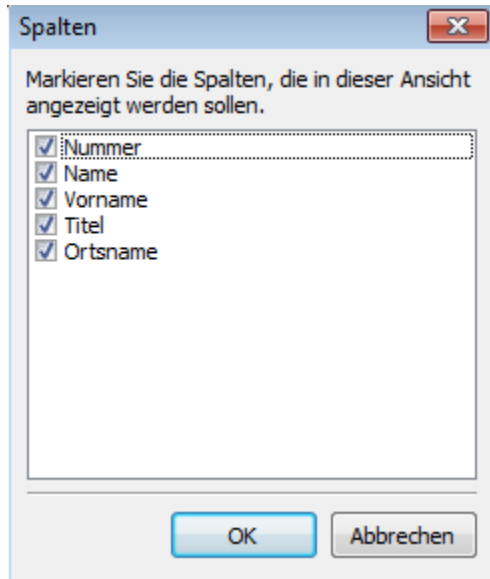 Spalten
Markieren Sie die Spalten, die in dieser Ansicht
angezeigt werden sollen.
Nummer
Name
Vorname
Titel
Ortsname
OK
Abbrechen